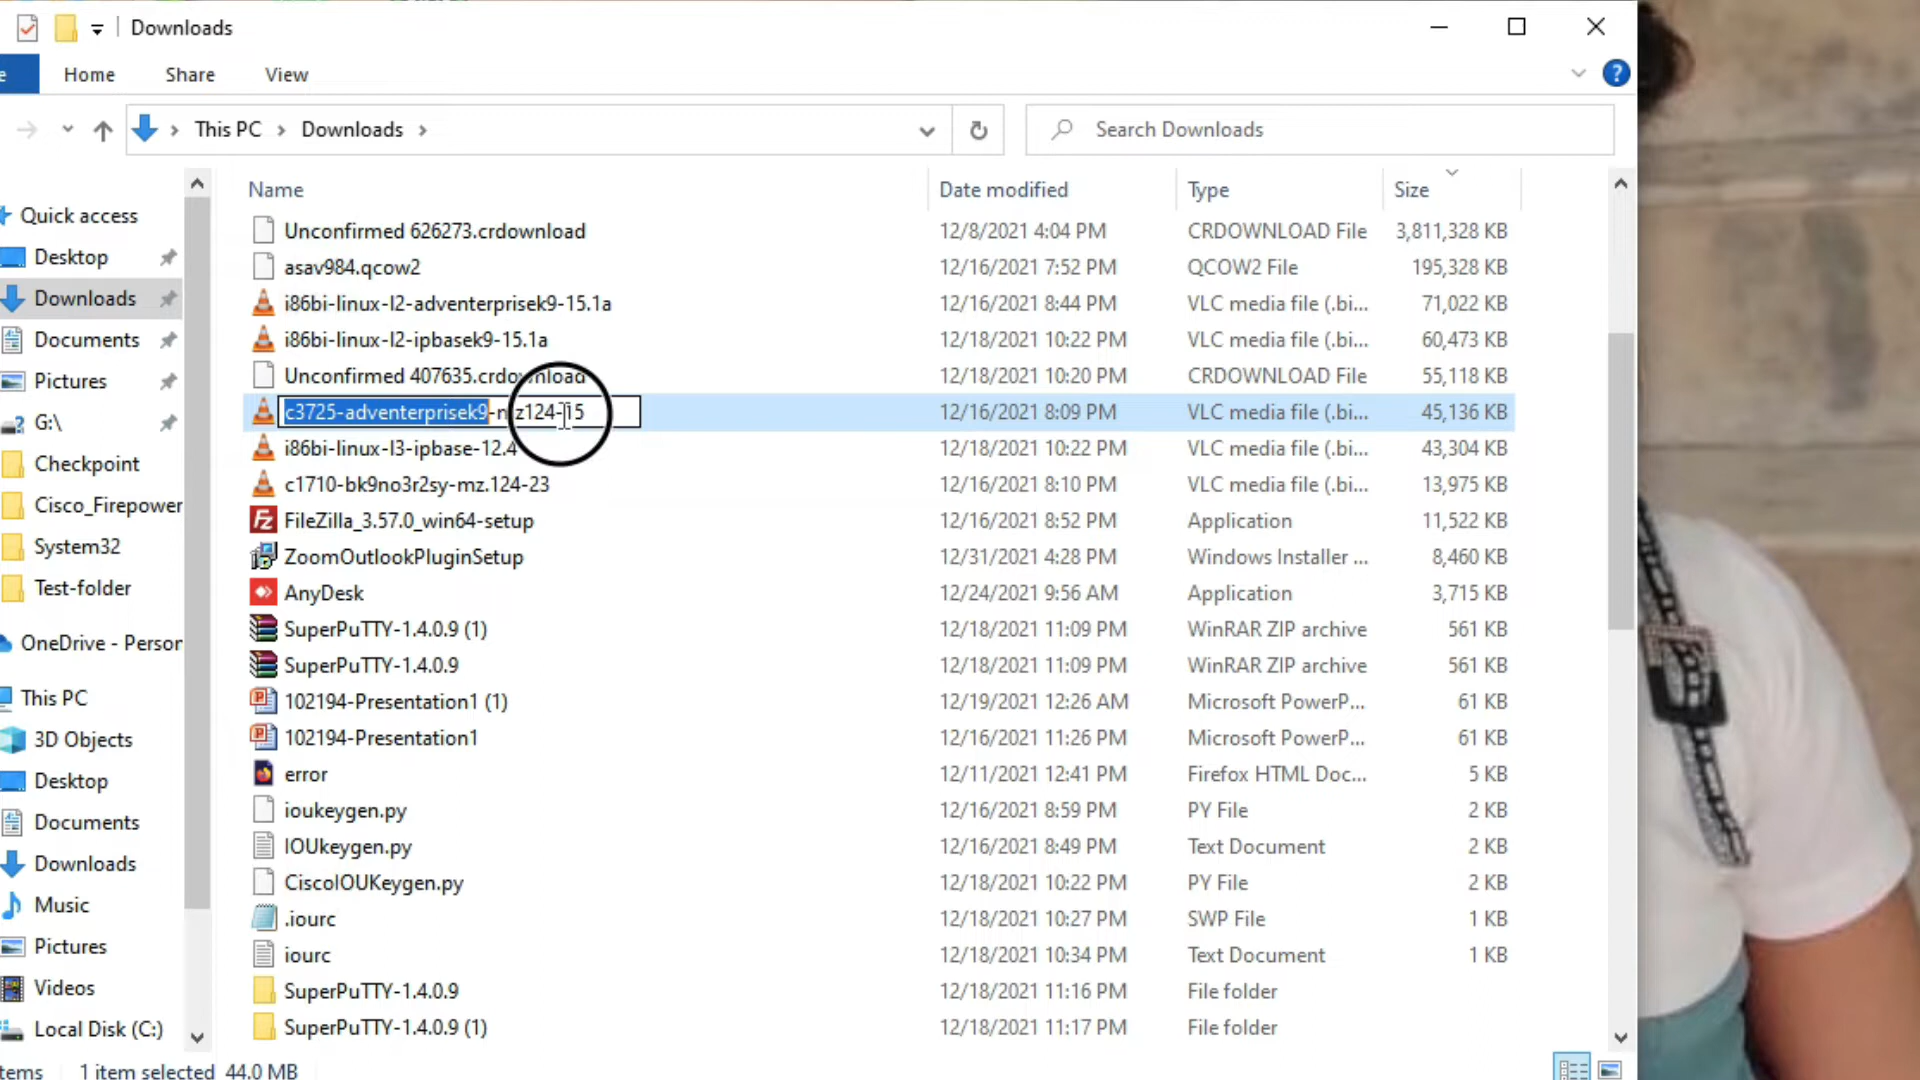 Downloads
e Home Share View ?
This PC Downloads
Search Downloads
Name Date modified Type Size
Quick access
Desktop
Downloads
Documents
Pictures
G:\
Checkpoint
Cisco_Firepower
System32
Test-folder
OneDrive - Person
This PC
3D Objects
Desktop
Documents
Downloads
Music
Pictures
Videos
Local Disk (C:)
Unconfirmed 626273.crdownload 12/8/2021 4:04 PM CRDOWNLOAD File 3,811,328 KB
asav984.qcow2 12/16/2021 7:52 PM QCOW2 File 195,328 KB
i86bi-linux-l2-adventerprisek9-15.1a 12/16/2021 8:44 PM VLC media file (.bi... 71,022 KB
i86bi-linux-l2-ipbasek9-15.1a 12/18/2021 10:22 PM VLC media file (.bi... 60,473 KB
Unconfirmed 407635.crdownload 12/18/2021 10:20 PM CRDOWNLOAD File 55,118 KB
c3725-adventerprisek9-mz124-15 12/16/2021 8:09 PM VLC media file (.bi... 45,136 KB
i86bi-linux-l3-ipbase-12.4 12/18/2021 10:22 PM VLC media file (.bi... 43,304 KB
c1710-bk9no3r2sy-mz.124-23 12/16/2021 8:10 PM VLC media file (.bi... 13,975 KB
FileZilla_3.57.0_win64-setup 12/16/2021 8:52 PM Application 11,522 KB
ZoomOutlookPluginSetup 12/31/2021 4:28 PM Windows Installer ... 8,460 KB
AnyDesk 12/24/2021 9:56 AM Application 3,715 KB
SuperPuTTY-1.4.0.9 (1) 12/18/2021 11:09 PM WinRAR ZIP archive 561 KB
SuperPuTTY-1.4.0.9 12/18/2021 11:09 PM WinRAR ZIP archive 561 KB
102194-Presentation1 (1) 12/19/2021 12:26 AM Microsoft PowerP... 61 KB
102194-Presentation1 12/16/2021 11:26 PM Microsoft PowerP... 61 KB
error 12/11/2021 12:41 PM Firefox HTML Doc... 5 KB
ioukeygen.py 12/16/2021 8:59 PM PY File 2 KB
IOUkeygen.py 12/16/2021 8:49 PM Text Document 2 KB
CiscoIOUKeygen.py 12/18/2021 10:22 PM PY File 2 KB
.iourc 12/18/2021 10:27 PM SWP File 1 KB
iourc 12/18/2021 10:34 PM Text Document 1 KB
SuperPuTTY-1.4.0.9 12/18/2021 11:16 PM File folder
SuperPuTTY-1.4.0.9 (1) 12/18/2021 11:17 PM File folder
tems 1 item selected 44.0 MB